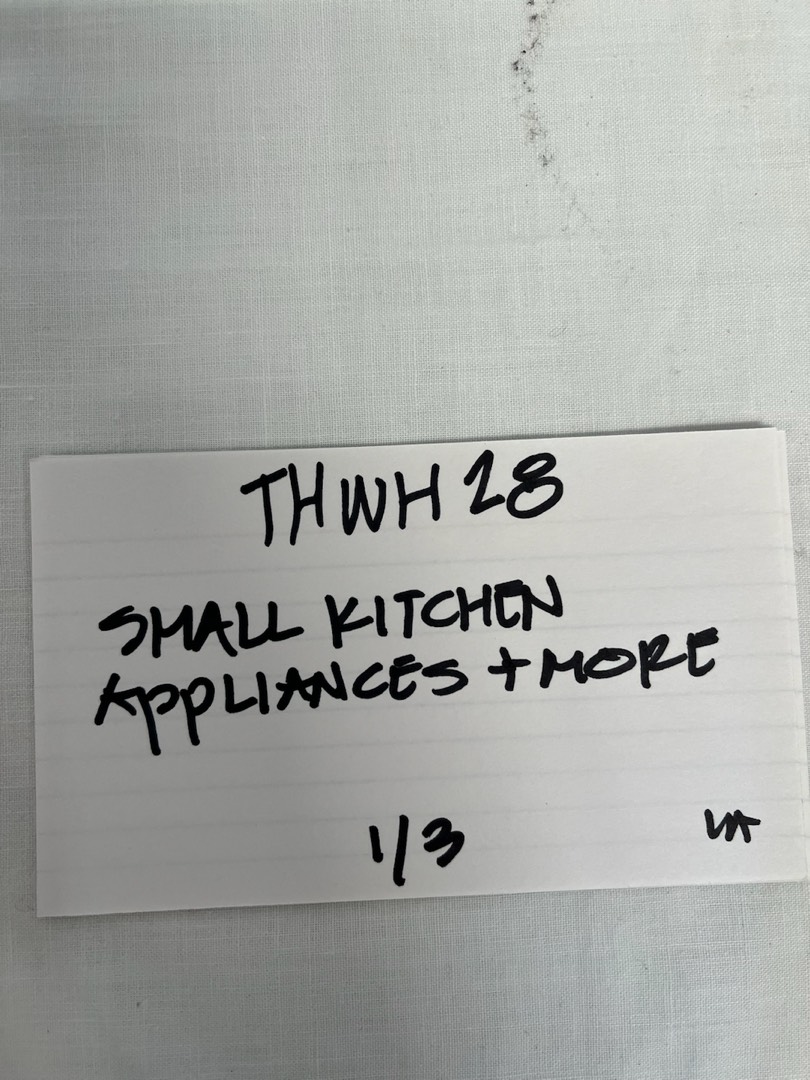 THWH 28
SMALL KITCHEN
APPLIANCES + MORE
1/3